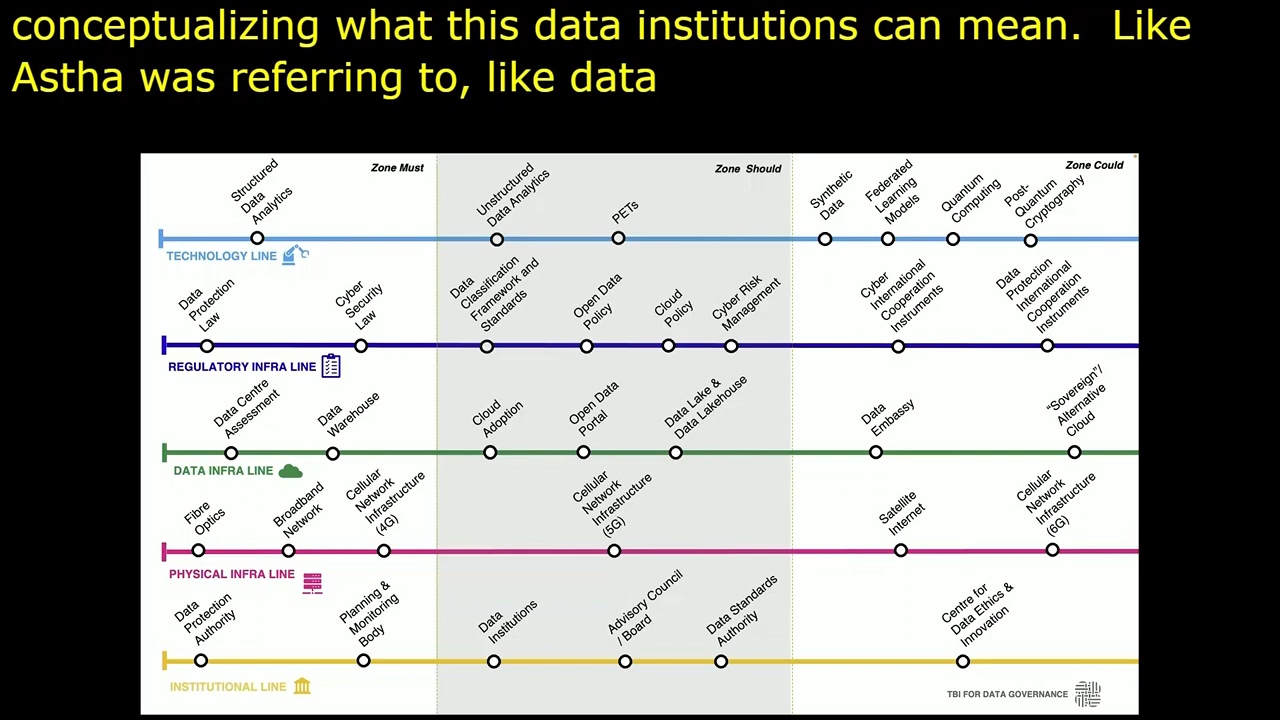 conceptualizing what this data institutions can mean.  Like
Astha was referring to, like data
Zone Must
Zone  Should
Zone Could
Structured
Data
Analytics
Unstructured
Data Analytics
PETs
Synthetic
Data
Federated
Learning
Models
Quantum
Computing
Post-
Quantum
Cryptography
TECHNOLOGY LINE
Data
Protection
Law
Cyber
Security
Law
Data
Classification
Framework and
Standards
Open Data
Policy
Cloud
Policy
Cyber Risk
Management
Cyber
International
Cooperation
Instruments
Data
Protection
International
Cooperation
Instruments
REGULATORY INFRA LINE
Data Centre
Assessment
Data
Warehouse
Cloud
Adoption
Open Data
Portal
Data Lake &
Data Lakehouse
Data
Embassy
“Sovereign”/
Alternative
Cloud
DATA INFRA LINE
Fibre
Optics
Broadband
Network
Cellular
Network
Infrastructure
(4G)
Cellular
Network
Infrastructure
(5G)
Satellite
Internet
Cellular
Network
Infrastructure
(6G)
PHYSICAL INFRA LINE
Data
Protection
Authority
Planning &
Monitoring
Body
Data
Institutions
Advisory Council
/ Board
Data Standards
Authority
Centre for
Data Ethics &
Innovation
INSTITUTIONAL LINE
TBI FOR DATA GOVERNANCE